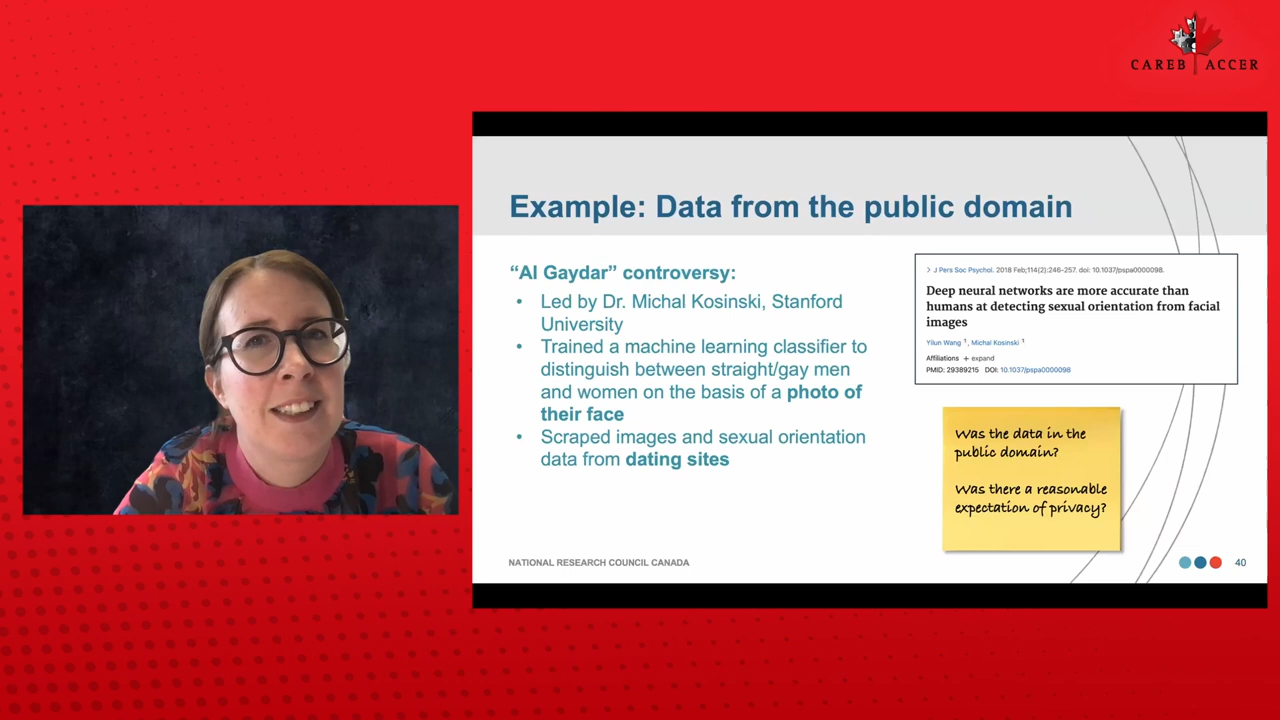 CAREB ACCER
Example: Data from the public domain
“AI Gaydar” controversy:
• Led by Dr. Michal Kosinski, Stanford
University
• Trained a machine learning classifier to
distinguish between straight/gay men
and women on the basis of a photo of
their face
• Scraped images and sexual orientation
data from dating sites
> J Pers Soc Psychol. 2018 Feb;114(2):246-257. doi: 10.1037/pspa0000098.
Deep neural networks are more accurate than
humans at detecting sexual orientation from facial
images
Yilun Wang 1, Michal Kosinski 1
Affiliations + expand
PMID: 29389215 DOI: 10.1037/pspa0000098
Was the data in the
public domain?
Was there a reasonable
expectation of privacy?
NATIONAL RESEARCH COUNCIL CANADA
40